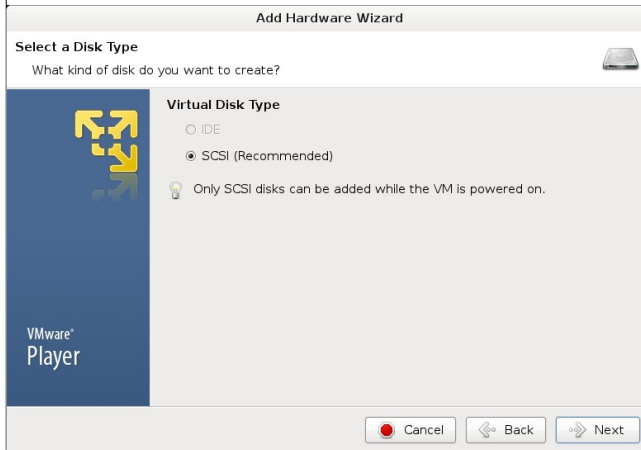 Add Hardware Wizard
Select a Disk Type
What kind of disk do you want to create?
Virtual Disk Type
IDE
SCSI (Recommended)
Only SCSI disks can be added while the VM is powered on.
VMware®
Player
Cancel
Back
Next